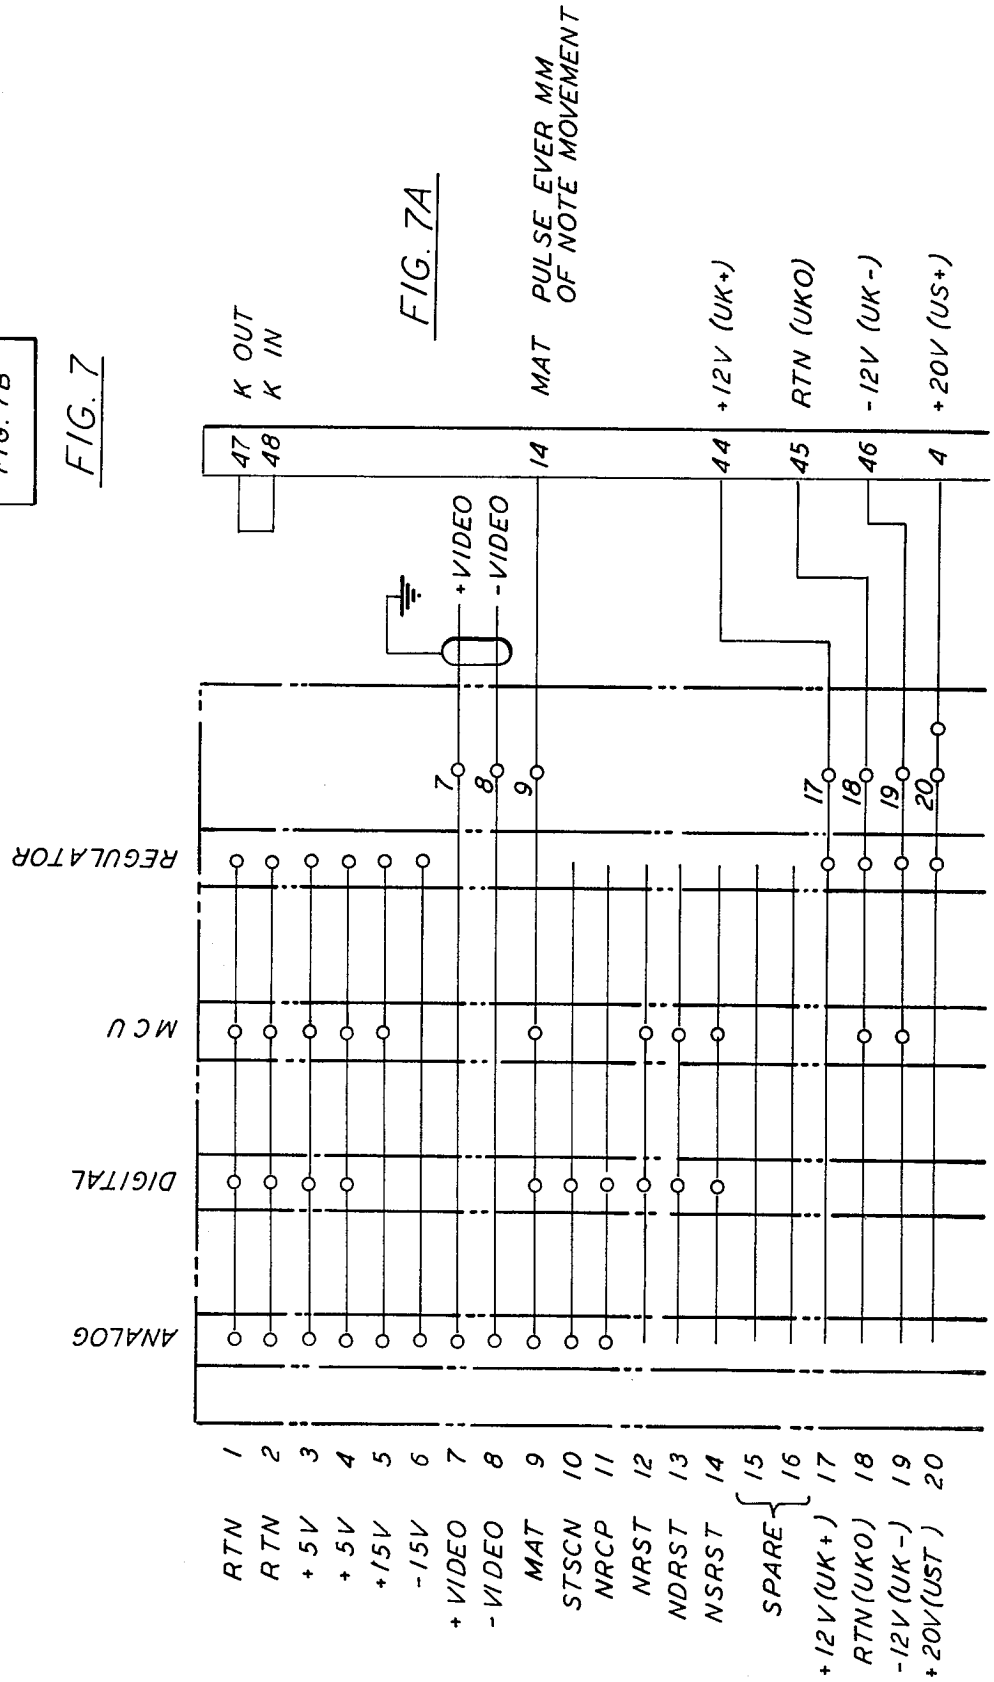 FIG. 7B
FIG. 7
FIG. 7A
REGULATOR
MCU
DIGITAL
ANALOG
RTN 1
RTN 2
+5V 3
+5V 4
+15V 5
-15V 6
+VIDEO 7
-VIDEO 8
MAT 9
STSCN 10
NRCP 11
NRST 12
NDRST 13
NSRST 14
SPARE
15
16
+12V(UK+) 17
RTN(UKO) 18
-12V(UK-) 19
+20V(UST) 20
7
8
9
17
18
19
20
+VIDEO
-VIDEO
47 K OUT
48 K IN
14 MAT PULSE EVER MM
OF NOTE MOVEMENT
44 +12V (UK+)
45 RTN (UKO)
46 -12V (UK-)
4 +20V (US+)